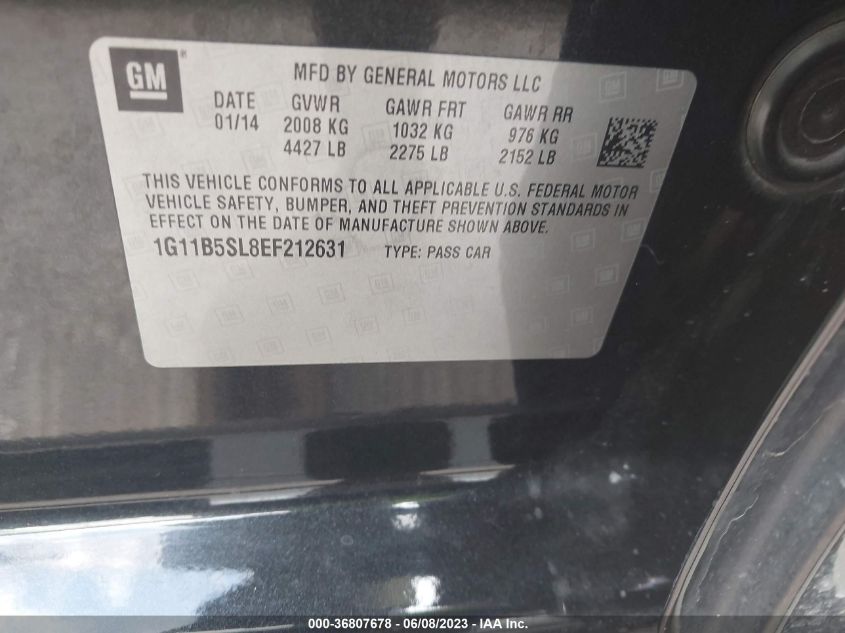 GM®
MFD BY GENERAL MOTORS LLC
DATE GVWR GAWR FRT GAWR RR
01/14 2008 KG 1032 KG 976 KG
4427 LB 2275 LB 2152 LB
THIS VEHICLE CONFORMS TO ALL APPLICABLE U.S. FEDERAL MOTOR
VEHICLE SAFETY, BUMPER, AND THEFT PREVENTION STANDARDS IN
EFFECT ON THE DATE OF MANUFACTURE SHOWN ABOVE.
1G11B5SL8EF212631 TYPE: PASS CAR
000-36807678 - 06/08/2023 - IAA Inc.